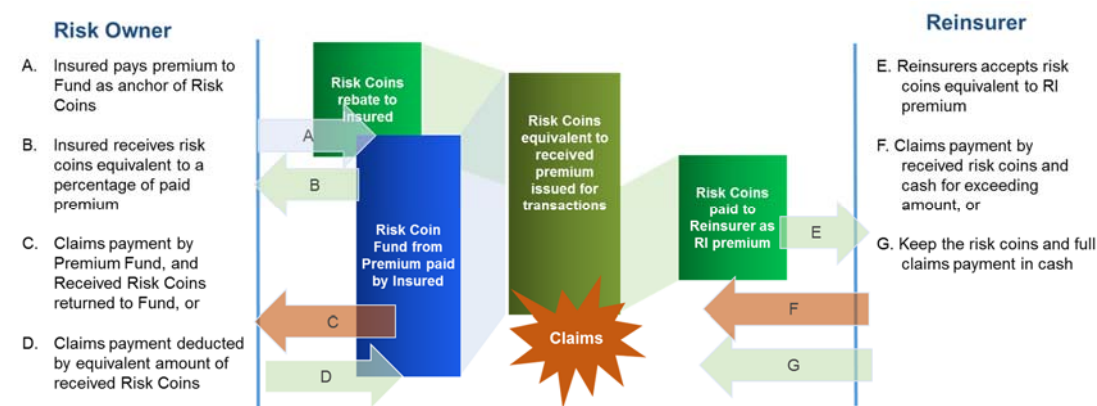 Risk Owner
A. Insured pays premium to
Fund as anchor of Risk
Coins
B. Insured receives risk
coins equivalent to a
percentage of paid
premium
C. Claims payment by
Premium Fund, and
Received Risk Coins
returned to Fund, or
D. Claims payment deducted
by equivalent amount of
received Risk Coins
Risk Coins
rebate to
Insured
A
B
Risk Coin
Fund from
Premium paid
by Insured
C
D
Risk Coins
equivalent to
received
premium
issued for
transactions
Claims
Risk Coins
paid to
Reinsurer as
RI premium
E
F
G
Reinsurer
E. Reinsurers accepts risk
coins equivalent to RI
premium
F. Claims payment by
received risk coins and
cash for exceeding
amount, or
G. Keep the risk coins and full
claims payment in cash